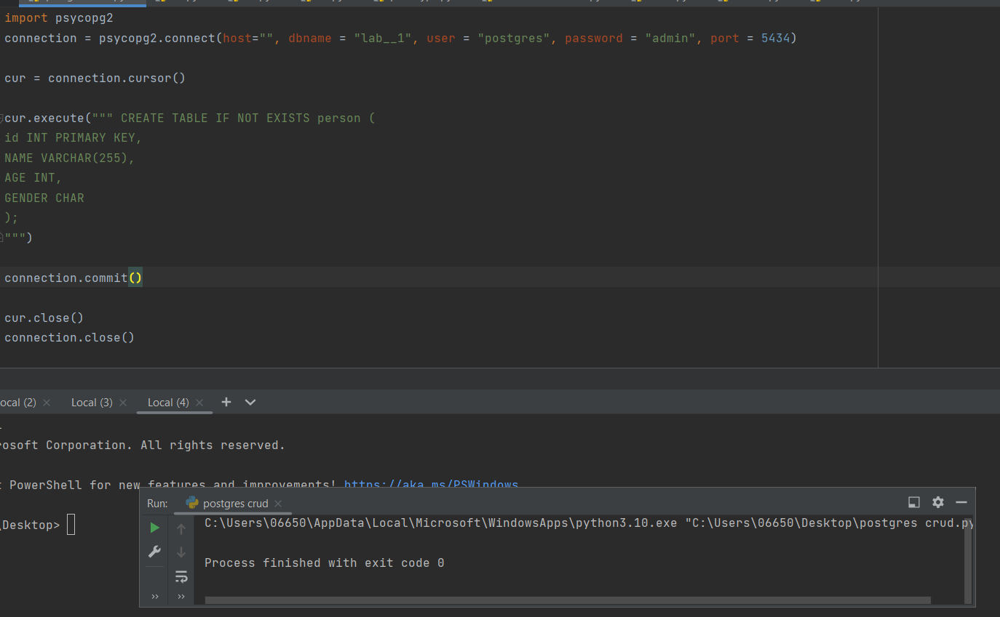 import psycopg2
connection = psycopg2.connect(host="", dbname = "lab__1", user = "postgres", password = "admin", port = 5434)
cur = connection.cursor()
cur.execute(""" CREATE TABLE IF NOT EXISTS person (
id INT PRIMARY KEY,
NAME VARCHAR(255),
AGE INT,
GENDER CHAR
);
""")
connection.commit()
cur.close()
connection.close()
ocal (2) Local (3) Local (4)
rosoft Corporation. All rights reserved.
t PowerShell for new features and improvements! https://aka.ms/PSWindows
\Desktop>
Run: postgres crud
C:\Users\06650\AppData\Local\Microsoft\WindowsApps\python3.10.exe "C:\Users\06650\Desktop\postgres crud.py
Process finished with exit code 0